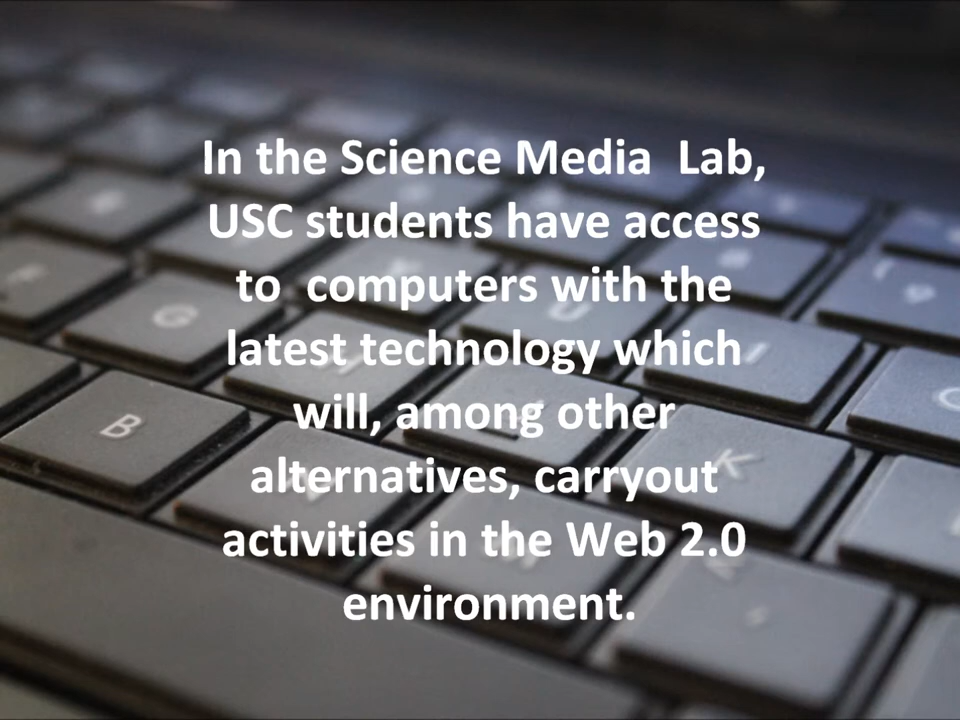 In the Science Media  Lab,
USC students have access
to  computers with the
latest technology which
will, among other
alternatives, carryout
activities in the Web 2.0
environment.
G
B
K